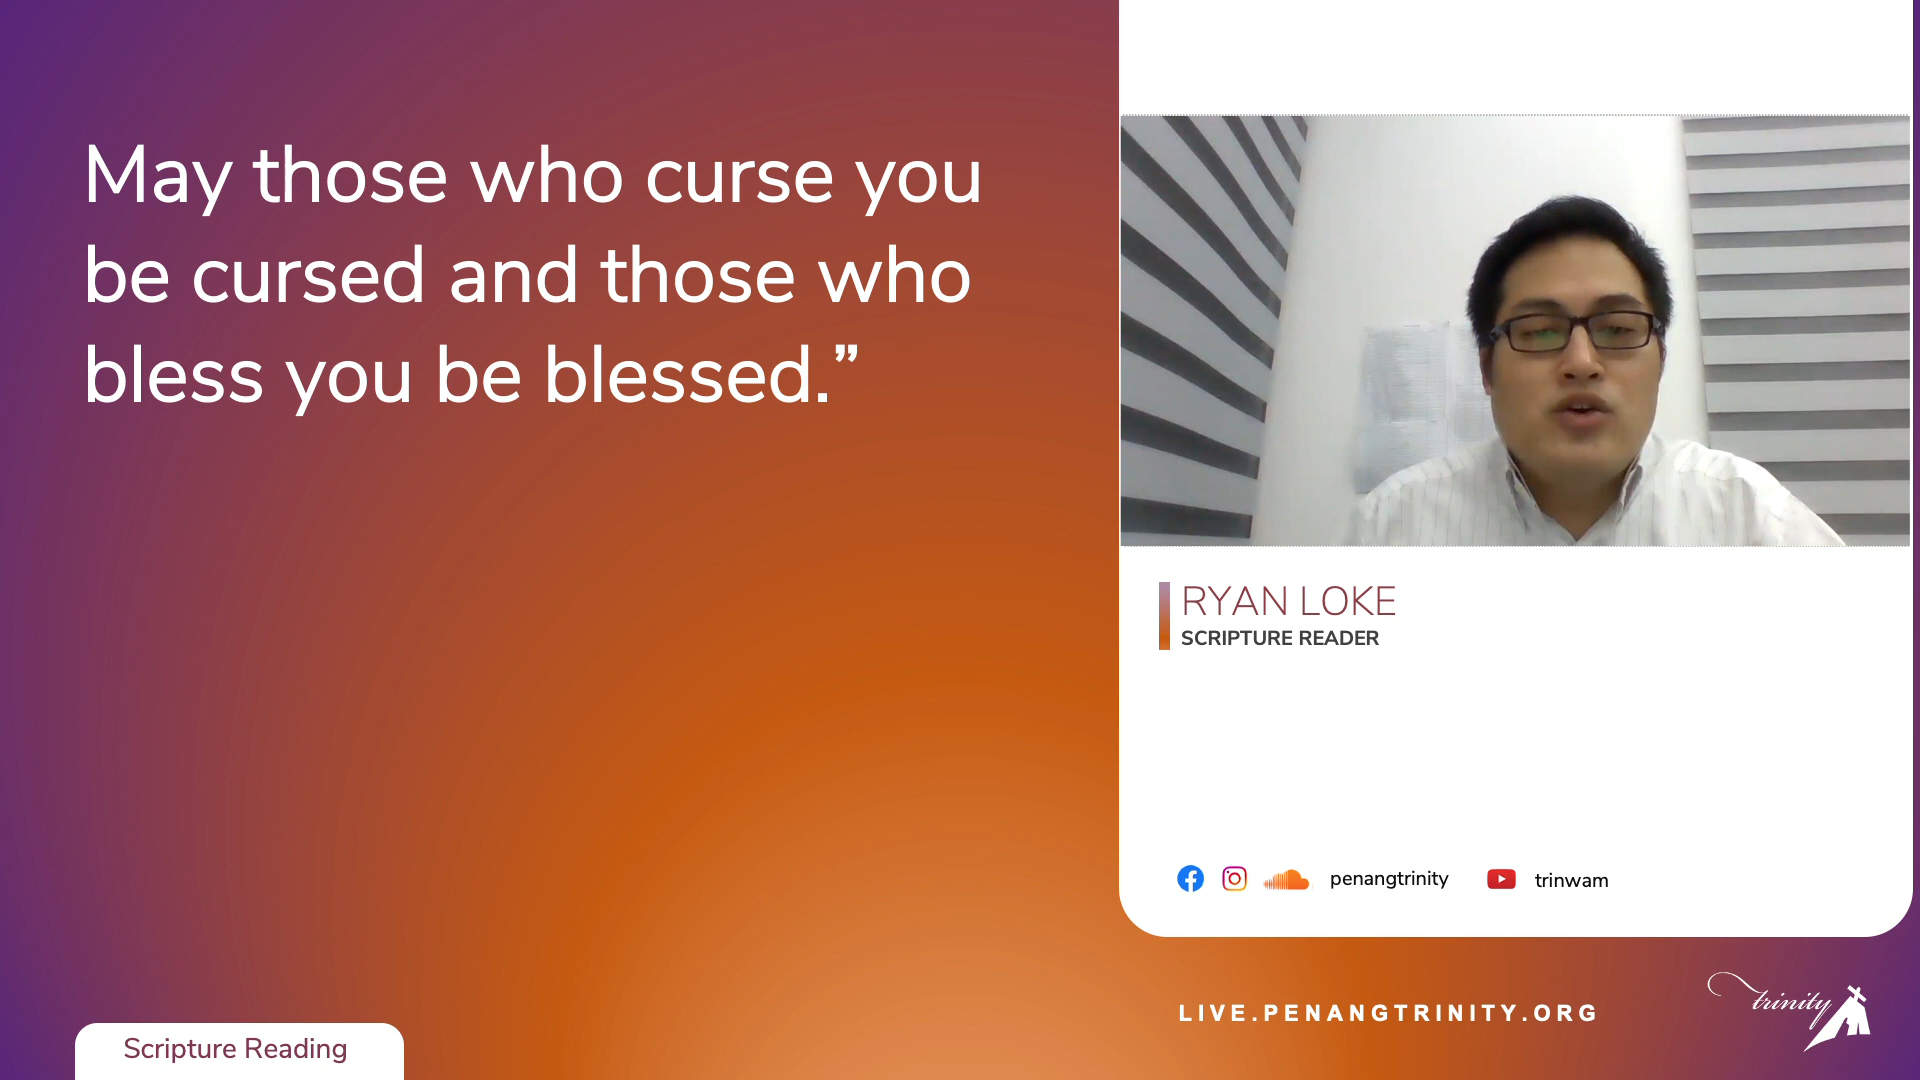 May those who curse you
be cursed and those who
bless you be blessed.”
RYAN LOKE
SCRIPTURE READER
penangtrinity
trinwam
LIVE.PENANGTRINITY.ORG
trinity
Scripture Reading